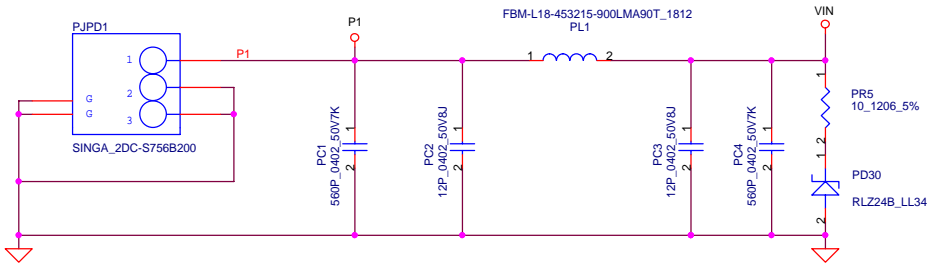 FBM-L18-453215-900LMA90T_1812
PL1
VIN
PJPD1
P1
P1
1
2
3
G
G
SINGA_2DC-S756B200
1
2
1
2
PC1
560P_0402_50V7K
1
2
PC2
12P_0402_50V8J
1
2
PC3
12P_0402_50V8J
1
2
PC4
560P_0402_50V7K
1
2
PR5
10_1206_5%
1
2
PD30
RLZ24B_LL34